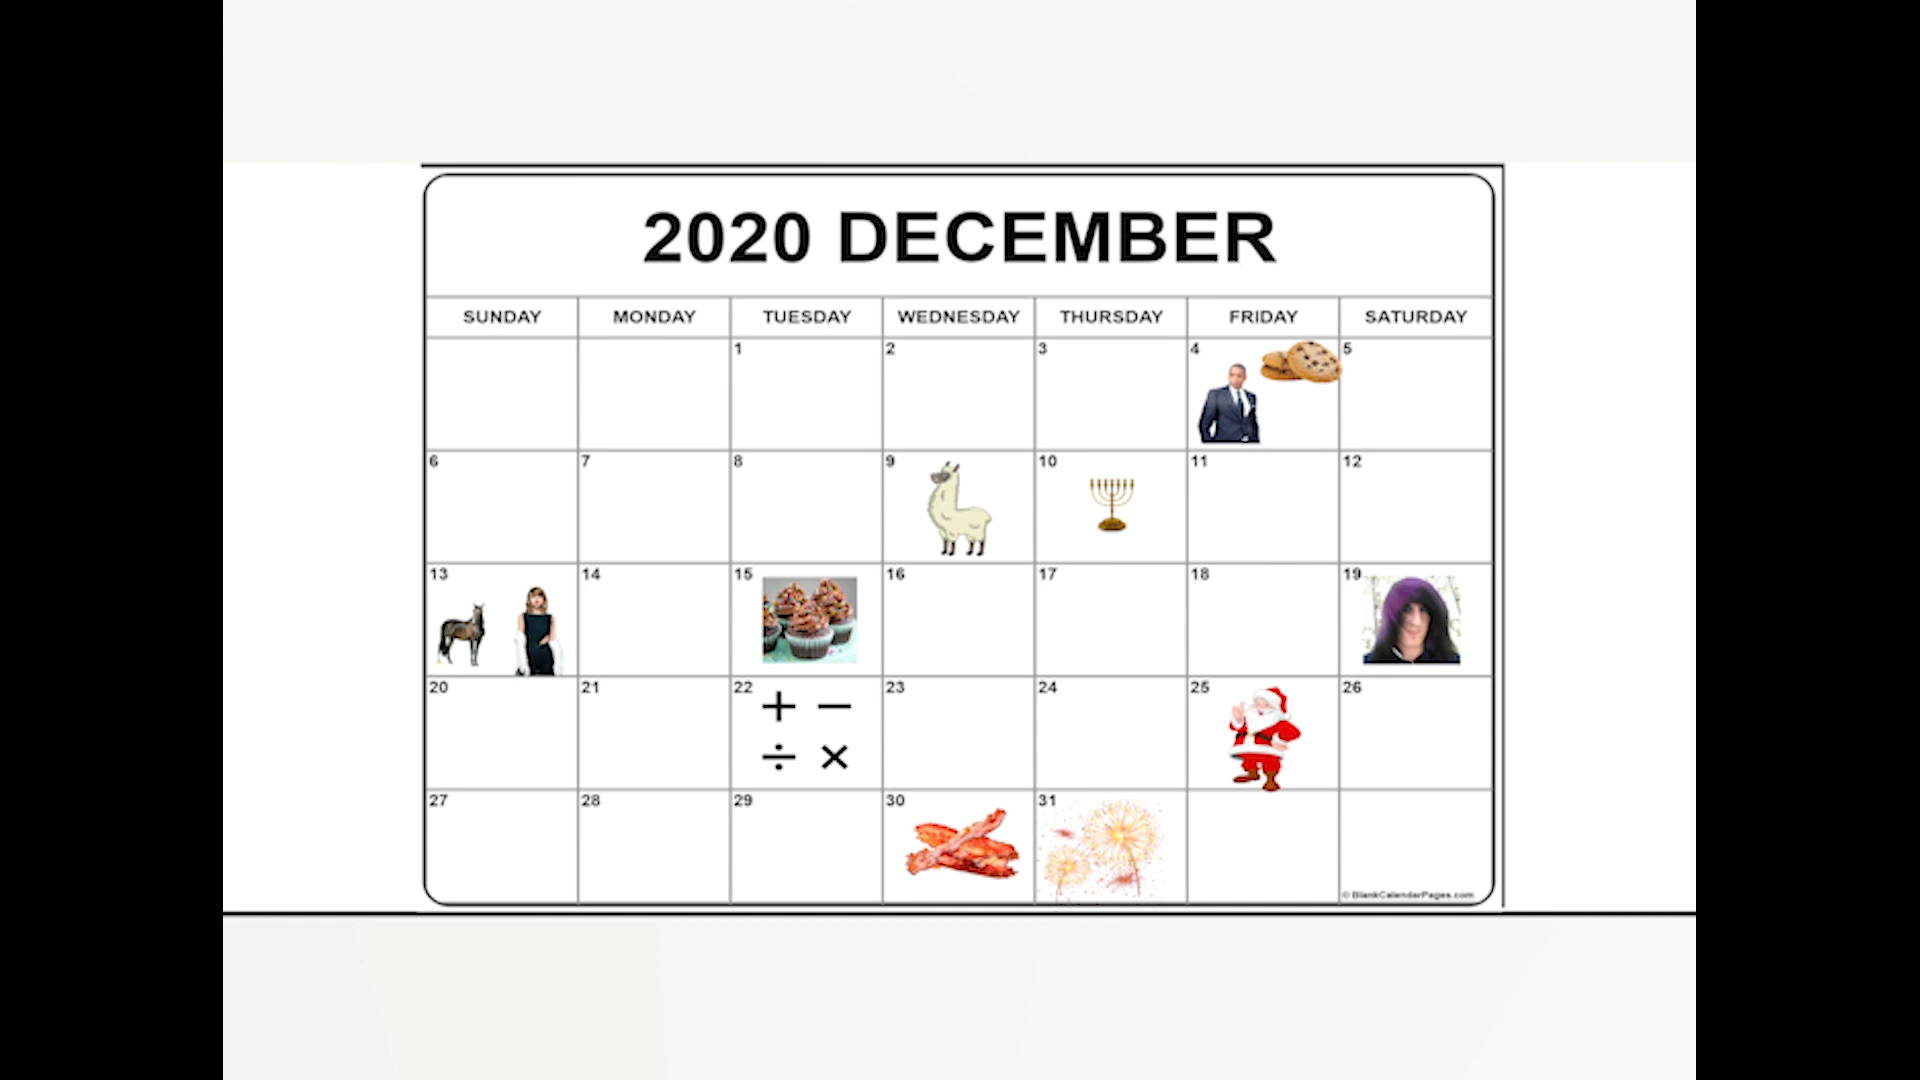 2020 DECEMBER
SUNDAY MONDAY TUESDAY WEDNESDAY THURSDAY FRIDAY SATURDAY
1 2 3 4 5
6 7 8 9 10 11 12
13 14 15 16 17 18 19
20 21 22 + − 23 24 25 26
÷ ×
27 28 29 30 31
© BlankCalendarPages.com